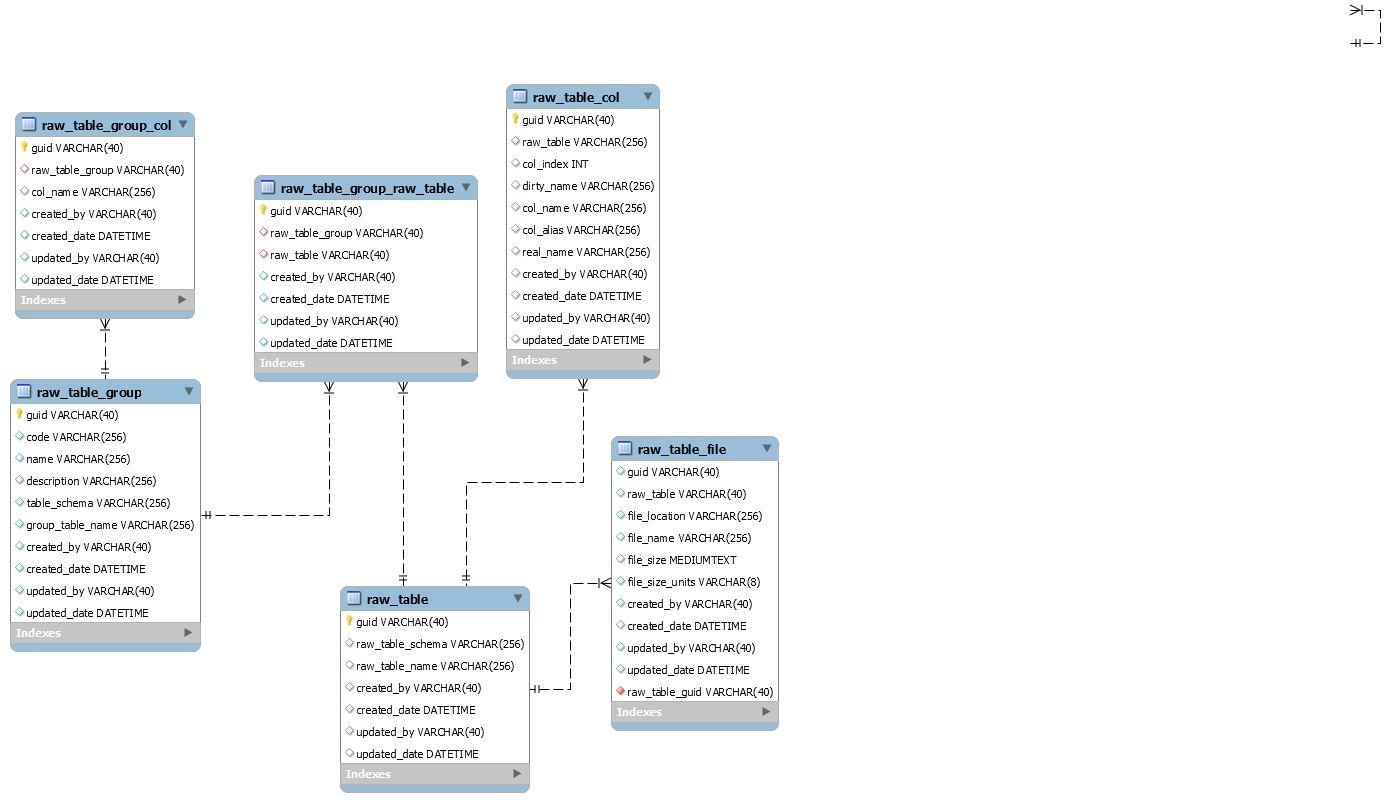 raw_table_group_col
guid VARCHAR(40)
raw_table_group VARCHAR(40)
col_name VARCHAR(256)
created_by VARCHAR(40)
created_date DATETIME
updated_by VARCHAR(40)
updated_date DATETIME
Indexes
raw_table_group
guid VARCHAR(40)
code VARCHAR(256)
name VARCHAR(256)
description VARCHAR(256)
table_schema VARCHAR(256)
group_table_name VARCHAR(256)
created_by VARCHAR(40)
created_date DATETIME
updated_by VARCHAR(40)
updated_date DATETIME
Indexes
raw_table_group_raw_table
guid VARCHAR(40)
raw_table_group VARCHAR(40)
raw_table VARCHAR(40)
created_by VARCHAR(40)
created_date DATETIME
updated_by VARCHAR(40)
updated_date DATETIME
Indexes
raw_table_col
guid VARCHAR(40)
raw_table VARCHAR(256)
col_index INT
dirty_name VARCHAR(256)
col_name VARCHAR(256)
col_alias VARCHAR(256)
real_name VARCHAR(256)
created_by VARCHAR(40)
created_date DATETIME
updated_by VARCHAR(40)
updated_date DATETIME
Indexes
raw_table
guid VARCHAR(40)
raw_table_schema VARCHAR(256)
raw_table_name VARCHAR(256)
created_by VARCHAR(40)
created_date DATETIME
updated_by VARCHAR(40)
updated_date DATETIME
Indexes
raw_table_file
guid VARCHAR(40)
raw_table VARCHAR(40)
file_location VARCHAR(256)
file_name VARCHAR(256)
file_size MEDIUMTEXT
file_size_units VARCHAR(8)
created_by VARCHAR(40)
created_date DATETIME
updated_by VARCHAR(40)
updated_date DATETIME
raw_table_guid VARCHAR(40)
Indexes